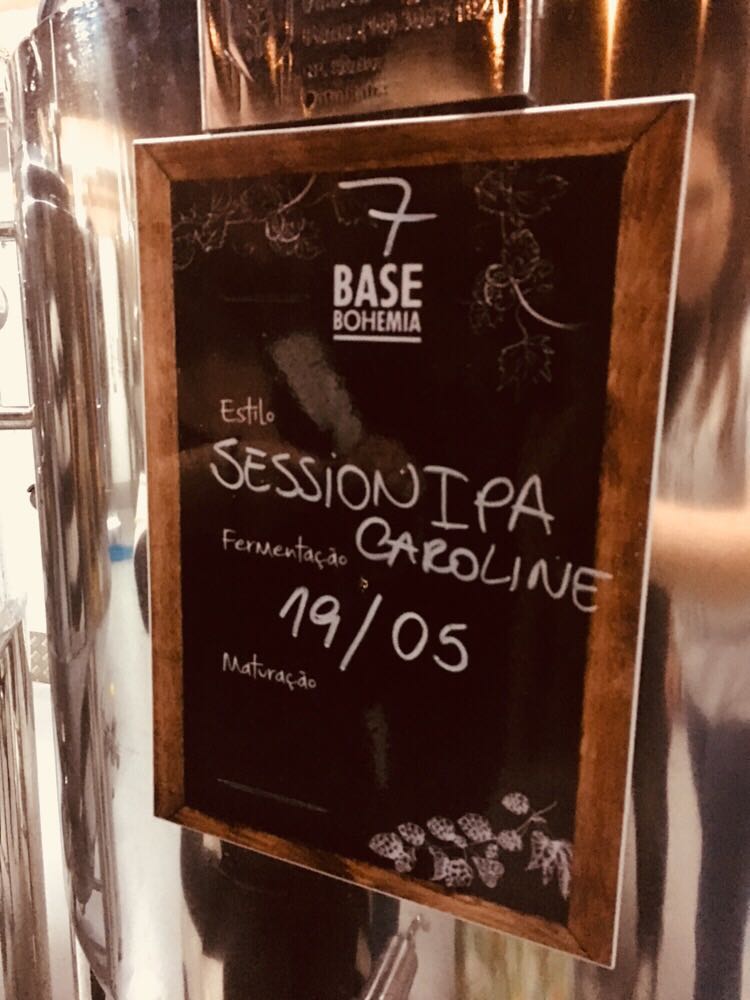 7
BASE
BOHEMIA
Estilo
SESSION IPA
CAROLINE
Fermentação
19/05
Maturação